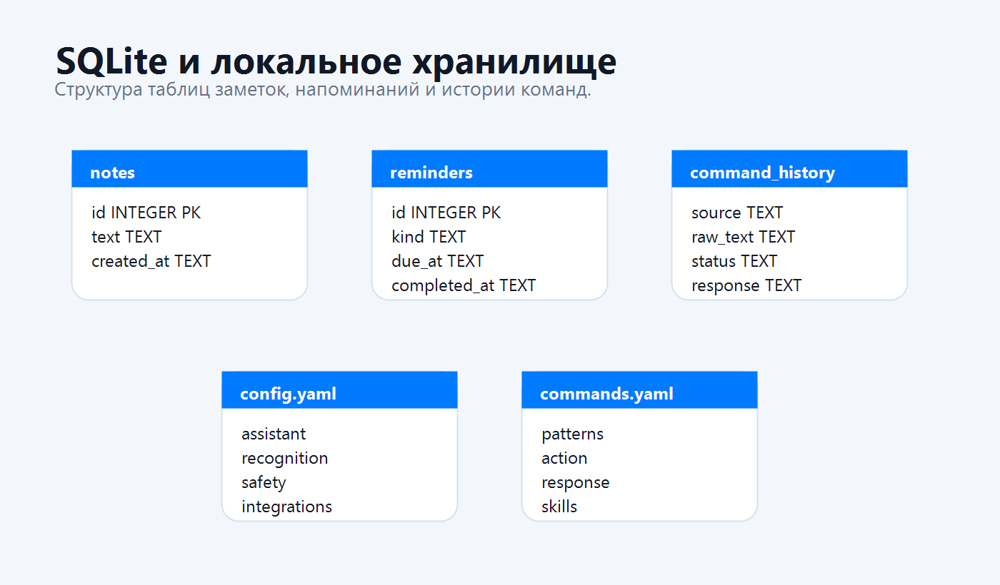 SQLite и локальное хранилище
Структура таблиц заметок, напоминаний и истории команд.
notes
id INTEGER PK
text TEXT
created_at TEXT
reminders
id INTEGER PK
kind TEXT
due_at TEXT
completed_at TEXT
command_history
source TEXT
raw_text TEXT
status TEXT
response TEXT
config.yaml
assistant
recognition
safety
integrations
commands.yaml
patterns
action
response
skills